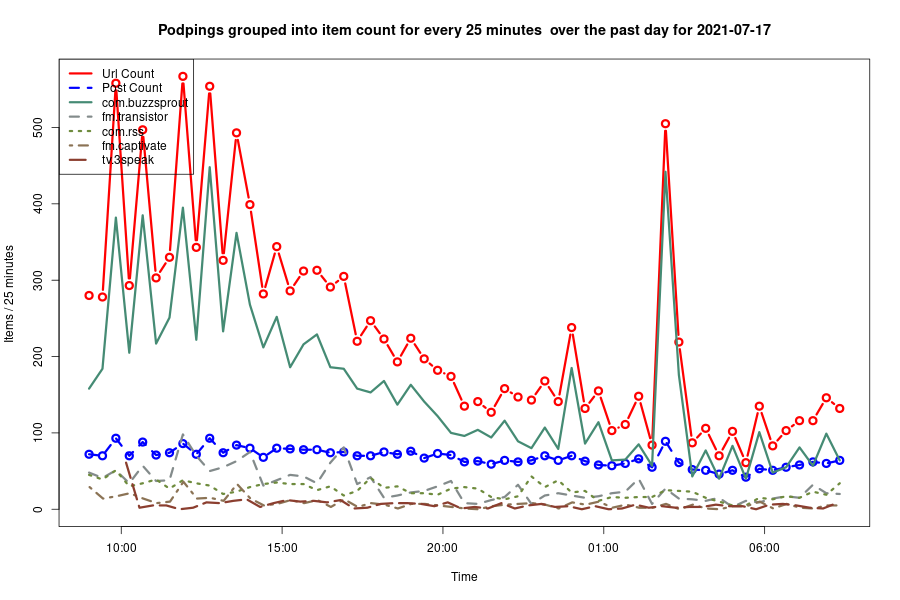 Podpings grouped into item count for every 25 minutes  over the past day for 2021-07-17
Url Count
Post Count
com.buzzsprout
fm.transistor
com.rss
fm.captivate
tv.3speak
Items / 25 minutes
500
400
300
200
100
0
10:00 15:00 20:00 01:00 06:00
Time